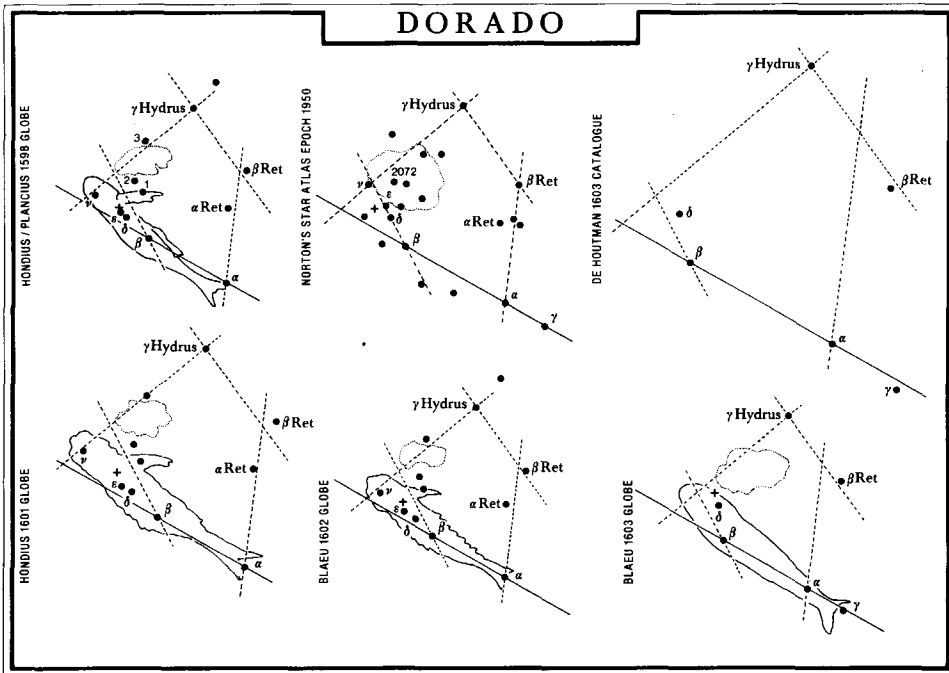 DORADO
HONDIUS / PLANCIUS 1598 GLOBE
γ Hydrus
3
β Ret
2
1
ν
α Ret
ε
δ
β
α
NORTON'S STAR ATLAS EPOCH 1950
γ Hydrus
2072
ν
β Ret
ε
α Ret
δ
β
α
γ
DE HOUTMAN 1603 CATALOGUE
γ Hydrus
β Ret
δ
β
α
γ
HONDIUS 1601 GLOBE
γ Hydrus
β Ret
ν
α Ret
ε
δ
β
α
BLAEU 1602 GLOBE
γ Hydrus
β Ret
ν
α Ret
ε
δ
β
α
BLAEU 1603 GLOBE
γ Hydrus
β Ret
δ
β
α
γ